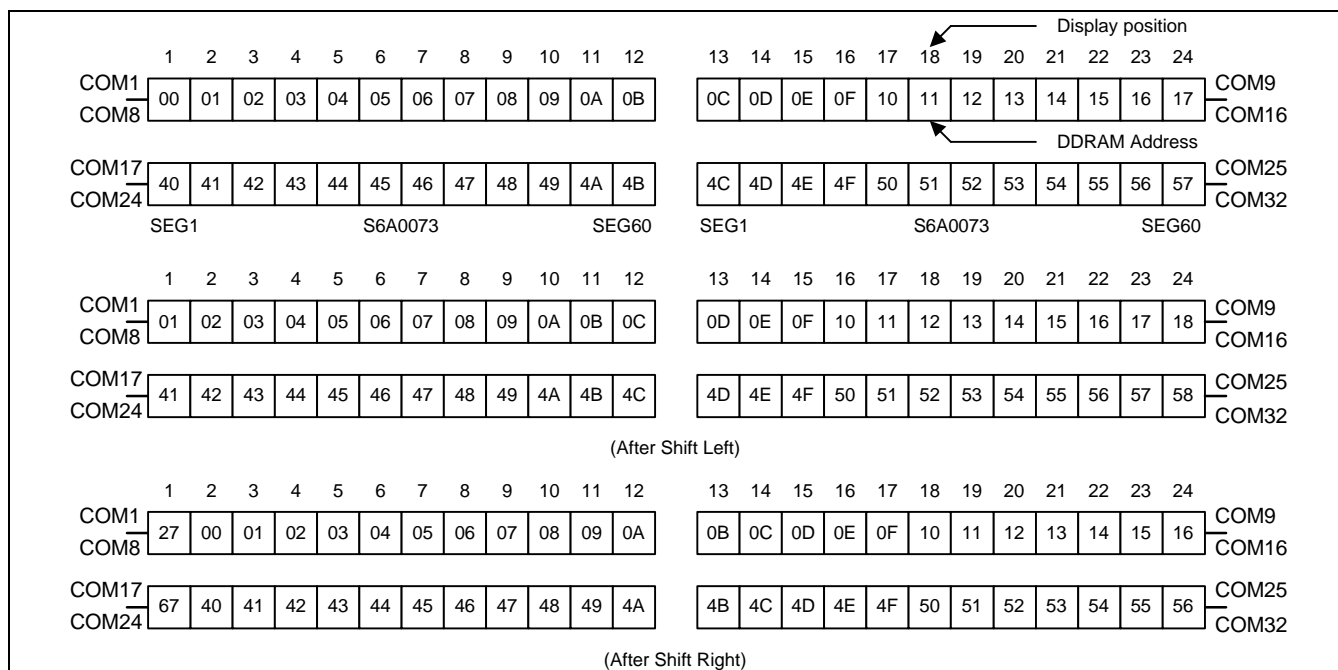 Display position
1 2 3 4 5 6 7 8 9 10 11 12 13 14 15 16 17 18 19 20 21 22 23 24
COM1 COM9
00 01 02 03 04 05 06 07 08 09 0A 0B 0C 0D 0E 0F 10 11 12 13 14 15 16 17
COM8 COM16
DDRAM Address
COM17 COM25
40 41 42 43 44 45 46 47 48 49 4A 4B 4C 4D 4E 4F 50 51 52 53 54 55 56 57
COM24 COM32
SEG1 S6A0073 SEG60 SEG1 S6A0073 SEG60
1 2 3 4 5 6 7 8 9 10 11 12 13 14 15 16 17 18 19 20 21 22 23 24
COM1 COM9
01 02 03 04 05 06 07 08 09 0A 0B 0C 0D 0E 0F 10 11 12 13 14 15 16 17 18
COM8 COM16
COM17 COM25
41 42 43 44 45 46 47 48 49 4A 4B 4C 4D 4E 4F 50 51 52 53 54 55 56 57 58
COM24 COM32
(After Shift Left)
1 2 3 4 5 6 7 8 9 10 11 12 13 14 15 16 17 18 19 20 21 22 23 24
COM1 COM9
27 00 01 02 03 04 05 06 07 08 09 0A 0B 0C 0D 0E 0F 10 11 12 13 14 15 16
COM8 COM16
COM17 COM25
67 40 41 42 43 44 45 46 47 48 49 4A 4B 4C 4D 4E 4F 50 51 52 53 54 55 56
COM24 COM32
(After Shift Right)